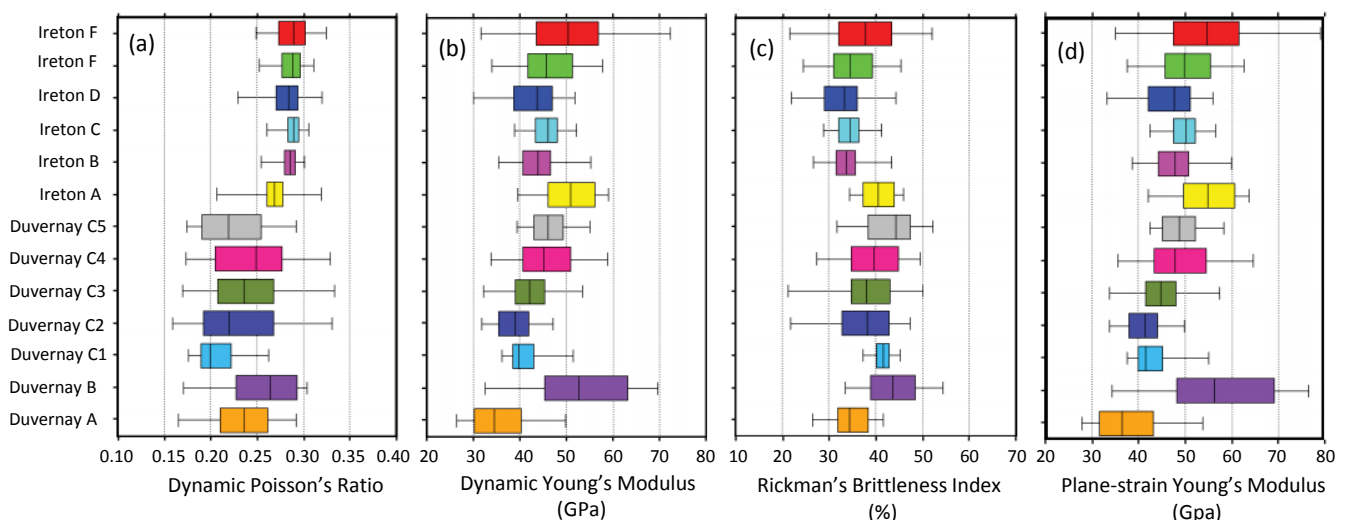 (a)
(b)
(c)
(d)
Ireton F
Ireton F
Ireton D
Ireton C
Ireton B
Ireton A
Duvernay C5
Duvernay C4
Duvernay C3
Duvernay C2
Duvernay C1
Duvernay B
Duvernay A
0.10 0.20 0.25 0.30 0.35 0.40
20 30 40 50 60 70 80
10 20 30 40 50 60 70
20 30 40 50 60 70 80
Dynamic Poisson's Ratio
Dynamic Young's Modulus
(GPa)
Rickman's Brittleness Index
(%)
Plane-strain Young's Modulus
(Gpa)